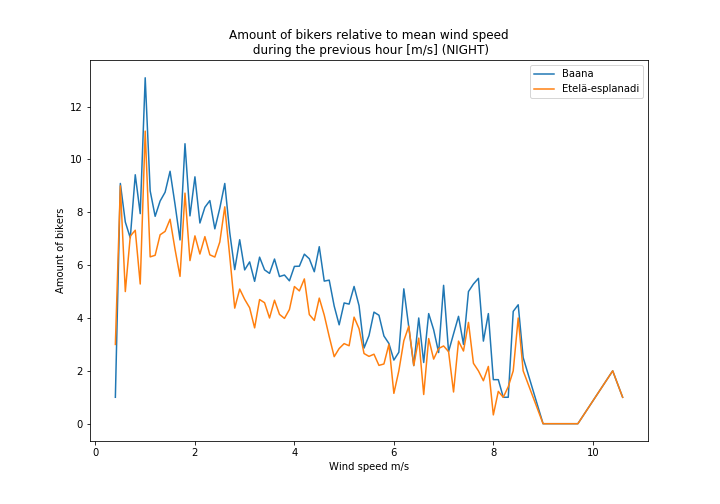 Amount of bikers relative to mean wind speed
during the previous hour [m/s] (NIGHT)
Baana
Etelä-esplanadi
12
10
8
6
4
2
0
Amount of bikers
0 2 4 6 8 10
Wind speed m/s